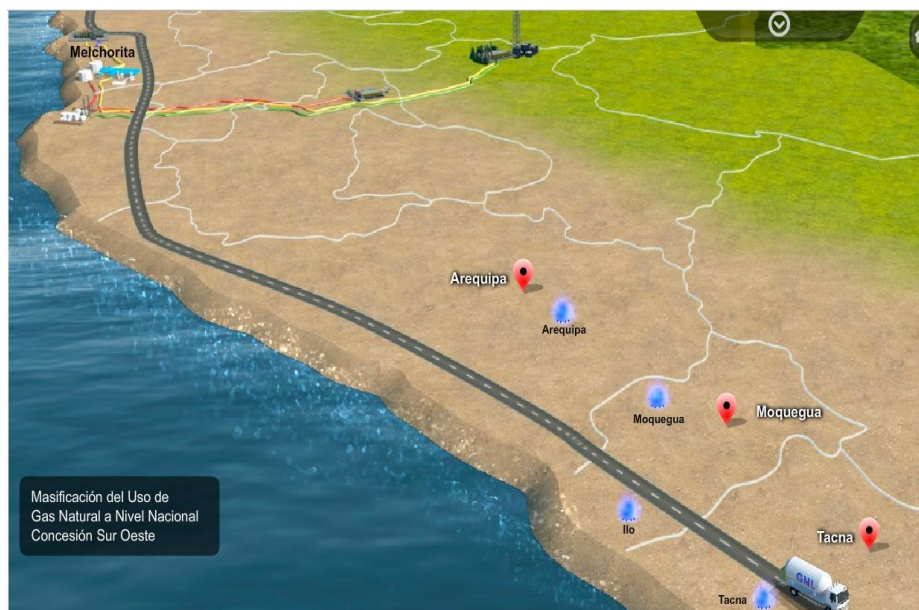 Melchorita
Arequipa
Arequipa
Moquegua
Moquegua
Masificación del Uso de
Gas Natural a Nivel Nacional
Concesión Sur Oeste
Ilo
Tacna
GNL
Tacna